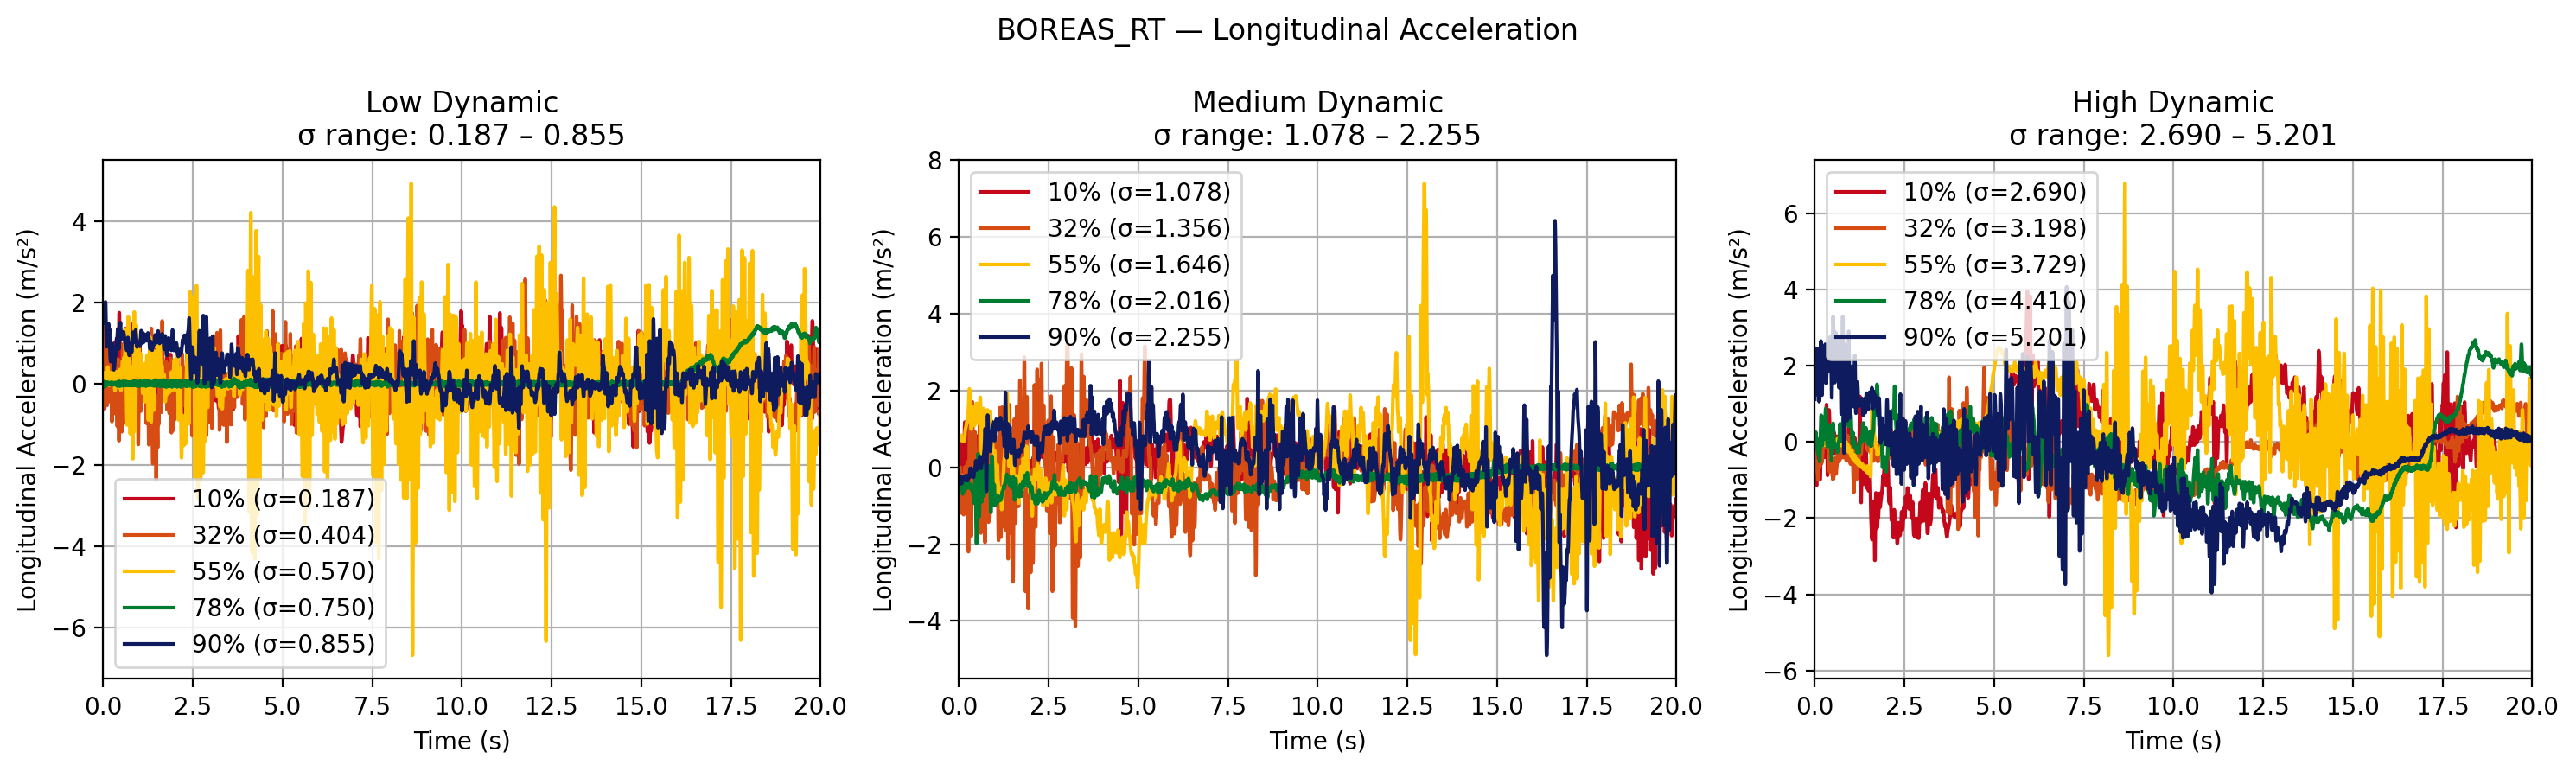 BOREAS_RT — Longitudinal Acceleration
Low Dynamic
σ range: 0.187 – 0.855
Longitudinal Acceleration (m/s²)
4
2
0
−2
−4
−6
10% (σ=0.187)
32% (σ=0.404)
55% (σ=0.570)
78% (σ=0.750)
90% (σ=0.855)
0.0 2.5 5.0 7.5 10.0 12.5 15.0 17.5 20.0
Time (s)
Medium Dynamic
σ range: 1.078 – 2.255
Longitudinal Acceleration (m/s²)
8
6
4
2
0
−2
−4
10% (σ=1.078)
32% (σ=1.356)
55% (σ=1.646)
78% (σ=2.016)
90% (σ=2.255)
0.0 2.5 5.0 7.5 10.0 12.5 15.0 17.5 20.0
Time (s)
High Dynamic
σ range: 2.690 – 5.201
Longitudinal Acceleration (m/s²)
6
4
2
0
−2
−4
−6
10% (σ=2.690)
32% (σ=3.198)
55% (σ=3.729)
78% (σ=4.410)
90% (σ=5.201)
0.0 2.5 5.0 7.5 10.0 12.5 15.0 17.5 20.0
Time (s)